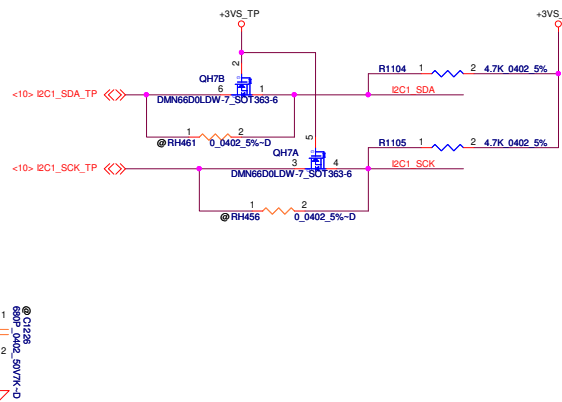 +3VS_TP
+3VS_
2
QH7B
R1104 1 2 4.7K_0402_5%
<10> I2C1_SDA_TP
6 1
I2C1_SDA
DMN66D0LDW-7_SOT363-6
1 2
5
@RH461 0_0402_5%~D
QH7A
R1105 1 2 4.7K_0402_5%
<10> I2C1_SCK_TP
3 4
I2C1_SCK
DMN66D0LDW-7_SOT363-6
1 2
@RH456 0_0402_5%~D
@C1226
680P_0402_50V7K~D
1
2